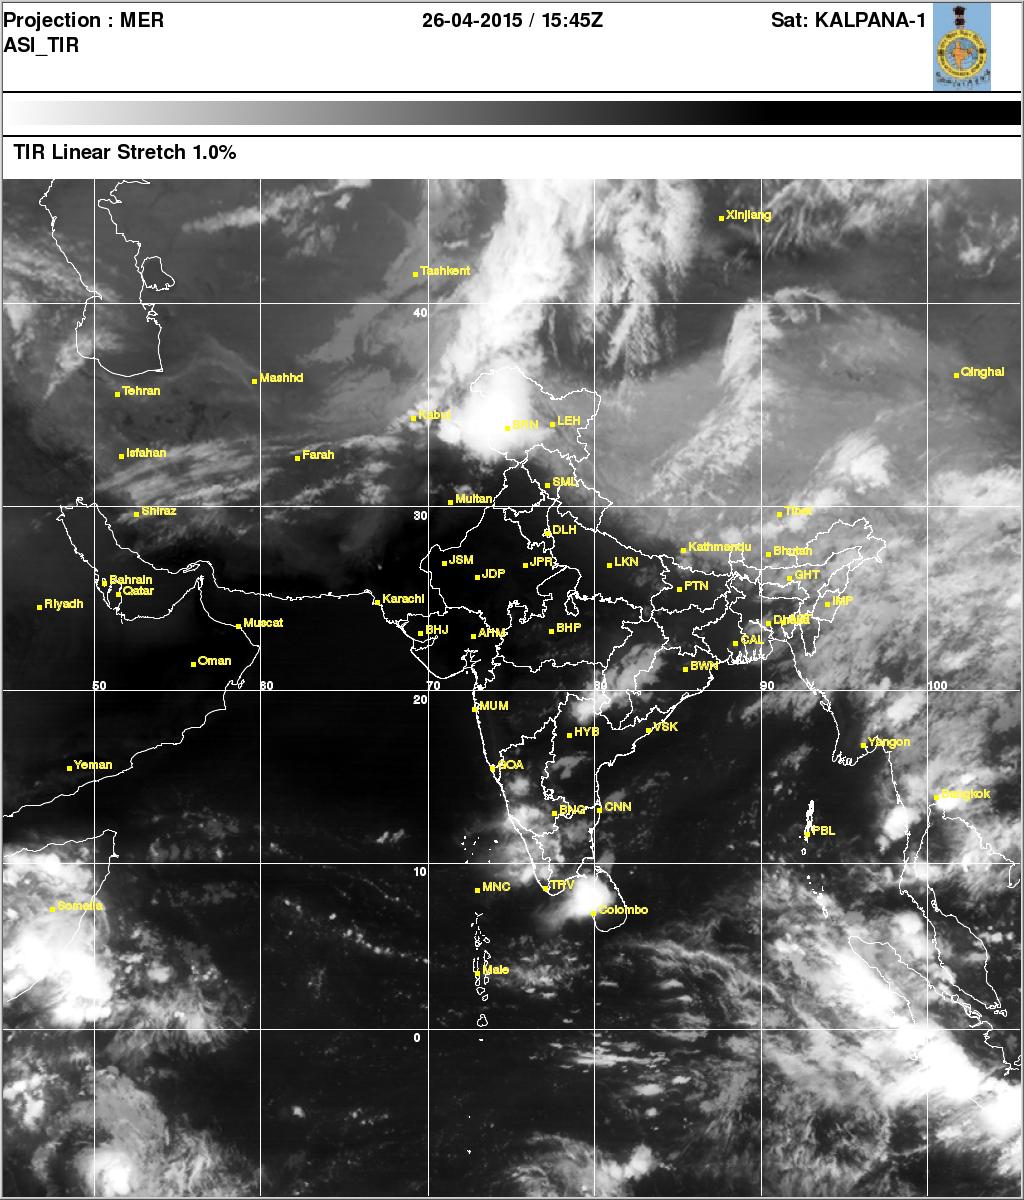 Projection : MER 26-04-2015 / 15:45Z Sat: KALPANA-1
ASI_TIR
TIR Linear Stretch 1.0%
Xinjiang
Tashkent
40
Qinghai
Mashhd
Tehran
Kabul
SRN
LEH
Isfahan
Farah
SML
Multan
Shiraz
30
Tibet
DLH
Kathmandu
Bhutan
JSM
JPR
LKN
JDP
GHT
Bahrain
PTN
Qatar
Karachi
IMP
Riyadh
Muscat
BHJ
AHM
BHP
CAL
Oman
BWN
50
60
70
80
90
100
20
MUM
HYB
VSK
Yangon
Yeman
GOA
Bangkok
BNG
CNN
PBL
10
MNC
TRV
Somalia
Colombo
Male
0